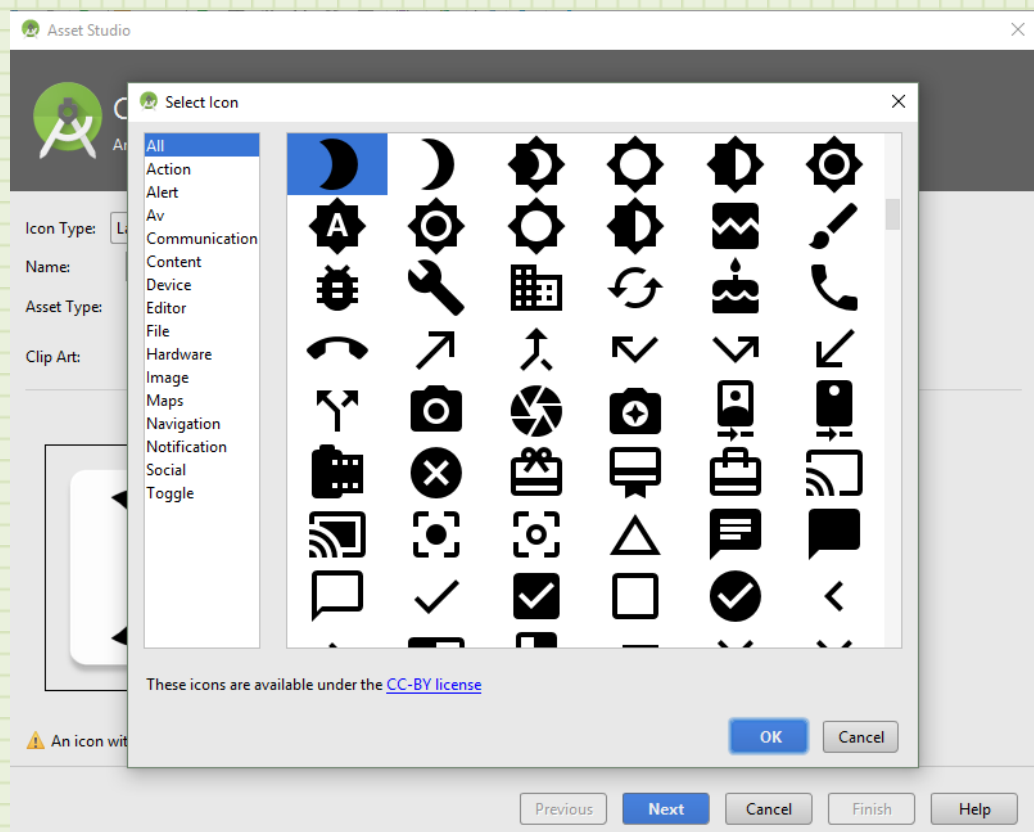 Asset Studio
Select Icon
All
Action
Alert
Av
Communication
Content
Device
Editor
File
Hardware
Image
Maps
Navigation
Notification
Social
Toggle
Icon Type:
Name:
Asset Type:
Clip Art:
A
These icons are available under the CC-BY license
OK
Cancel
An icon
Previous
Next
Cancel
Finish
Help